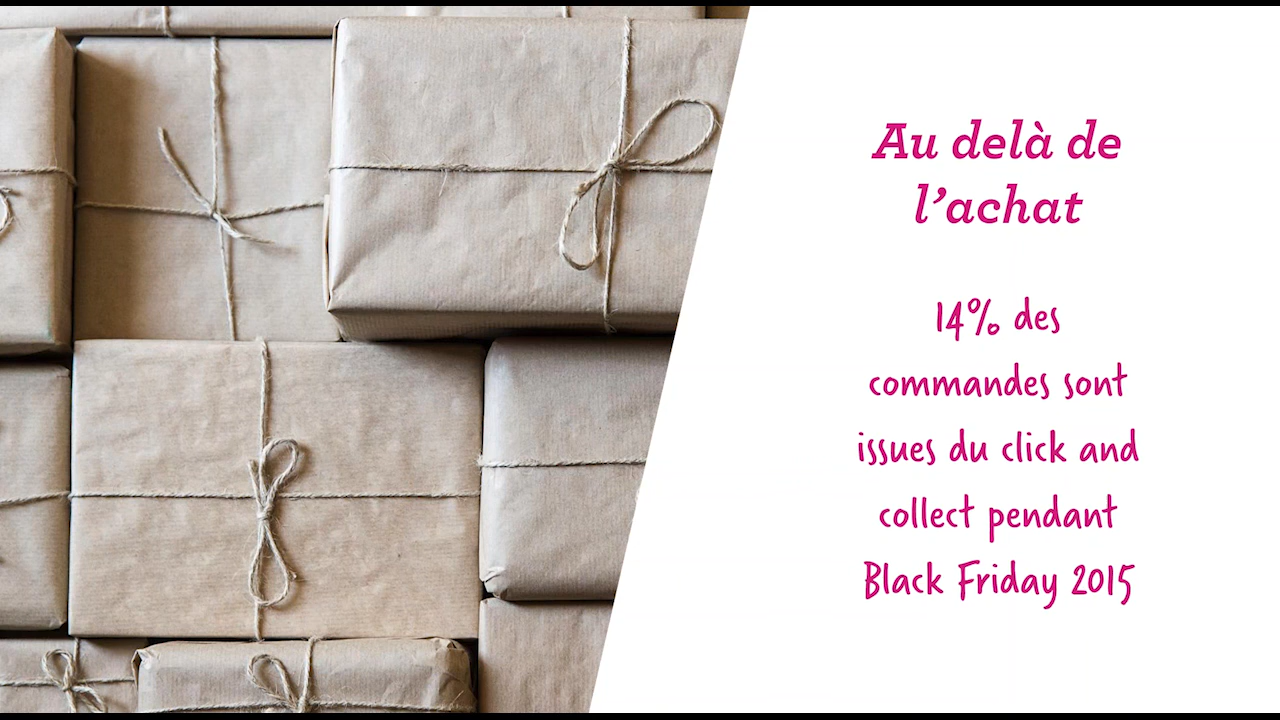 Au delà de
l’achat
14% des
commandes sont
issues du click and
collect pendant
Black Friday 2015